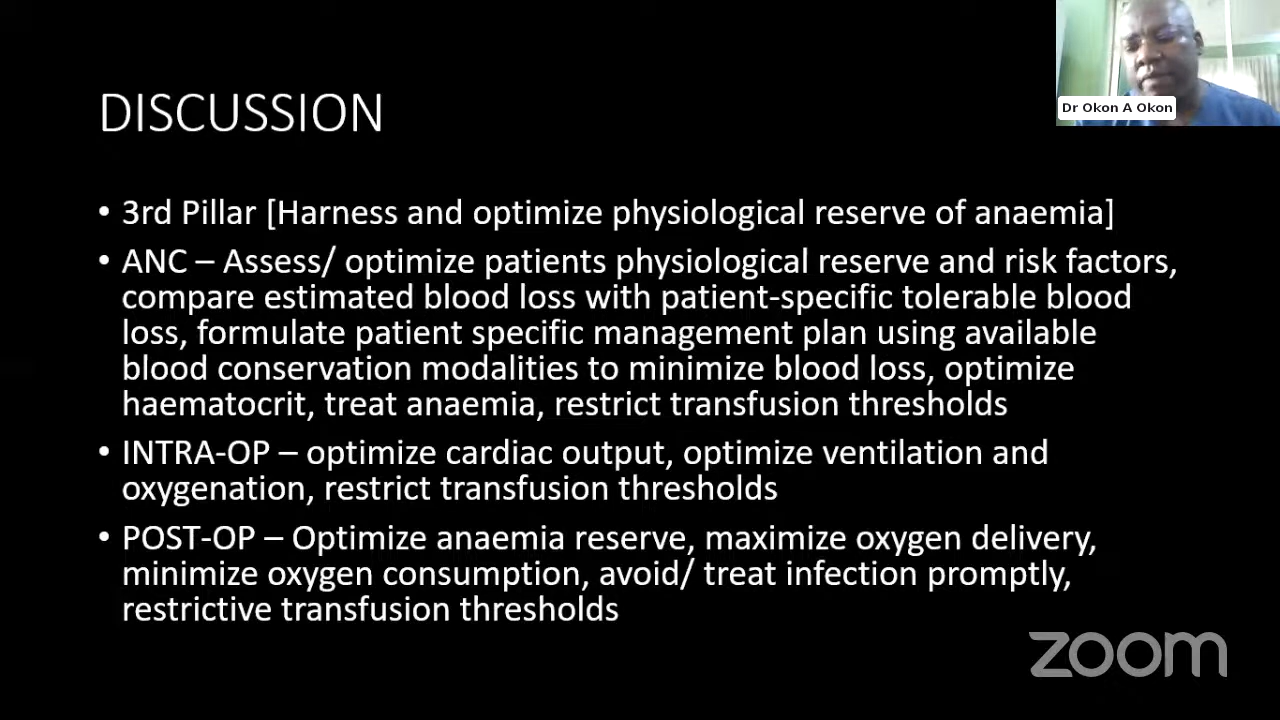 Dr Okon A Okon
DISCUSSION
• 3rd Pillar [Harness and optimize physiological reserve of anaemia]
• ANC – Assess/ optimize patients physiological reserve and risk factors,
compare estimated blood loss with patient-specific tolerable blood
loss, formulate patient specific management plan using available
blood conservation modalities to minimize blood loss, optimize
haematocrit, treat anaemia, restrict transfusion thresholds
• INTRA-OP – optimize cardiac output, optimize ventilation and
oxygenation, restrict transfusion thresholds
• POST-OP – Optimize anaemia reserve, maximize oxygen delivery,
minimize oxygen consumption, avoid/ treat infection promptly,
restrictive transfusion thresholds
zoom